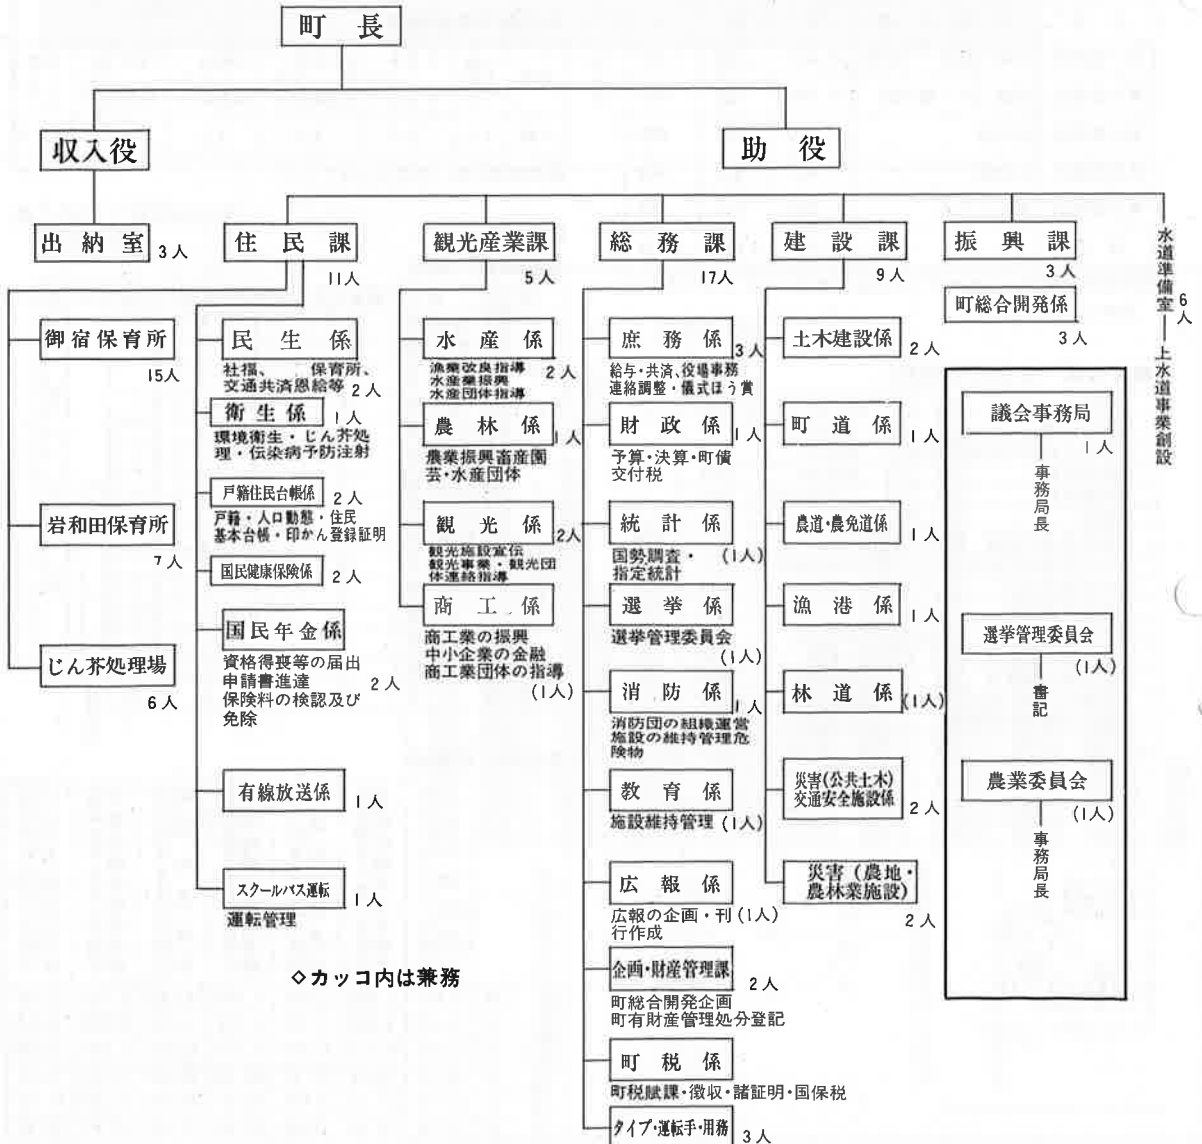 町長
収入役
助役
出納室 3人
住民課
11人
観光産業課
5人
総務課
17人
建設課
9人
振興課
3人
水道準備室
6人
上水道事業創設
御宿保育所
15人
岩和田保育所
7人
じん芥処理場
6人
民生係
社福、 保育所、
交通共済恩給等 2人
衛生係 1人
環境衛生・じん芥処
理・伝染病予防注射
戸籍住民台帳係 2人
戸籍・人口動態・住民
基本台帳・印かん登録証明
国民健康保険係 2人
国民年金係
資格得喪等の届出
申請書進達 2人
保険料の検認及び
免除
有線放送係 1人
スクールバス運転 1人
運転管理
水産係
漁業改良指導 2人
水産業振興
水産団体指導
農林係 1人
農業振興畜産園
芸・水産団体
観光係 2人
観光施設宣伝
観光事業・観光団
体連絡指導
商工係
商工業の振興
中小企業の金融
商工業団体の指導
(1人)
庶務係 3人
給与・共済、役場事務
連絡調整・儀式ほう賞
財政係 1人
予算・決算・町債
交付税
統計係
国勢調査・ (1人)
指定統計
選挙係
選挙管理委員会
(1人)
消防係 1人
消防団の組織運営
施設の維持管理危
険物
教育係
施設維持管理 (1人)
広報係
広報の企画・刊 (1人)
行作成
企画・財産管理課 2人
町総合開発企画
町有財産管理処分登記
町税係
町税賦課・徴収・諸証明・国保税
タイプ・運転手・用務 3人
土木建設係 2人
町道係 1人
農道・農免道係 1人
漁港係 1人
林道係 (1人)
災害(公共土木)
交通安全施設係 2人
災害(農地・
農林業施設)
2人
町総合開発係
3人
議会事務局
1人
事務局長
選挙管理委員会
(1人)
書記
農業委員会
(1人)
事務局長
◇カッコ内は兼務